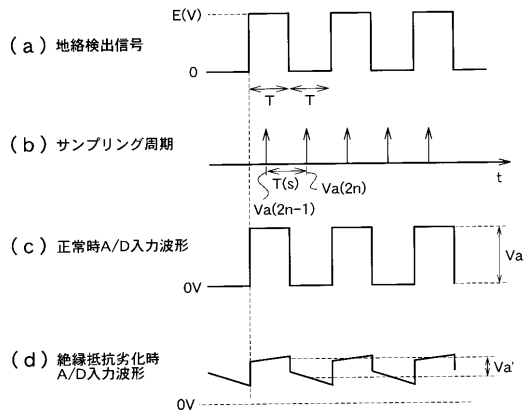 E(V)
(a) 地絡検出信号
0
T T
(b) サンプリング周期
t
T(s)
Va(2n)
Va(2n-1)
(c) 正常時A/D入力波形
Va
0V
(d) 絶縁抵抗劣化時
A/D入力波形
Va'
0V